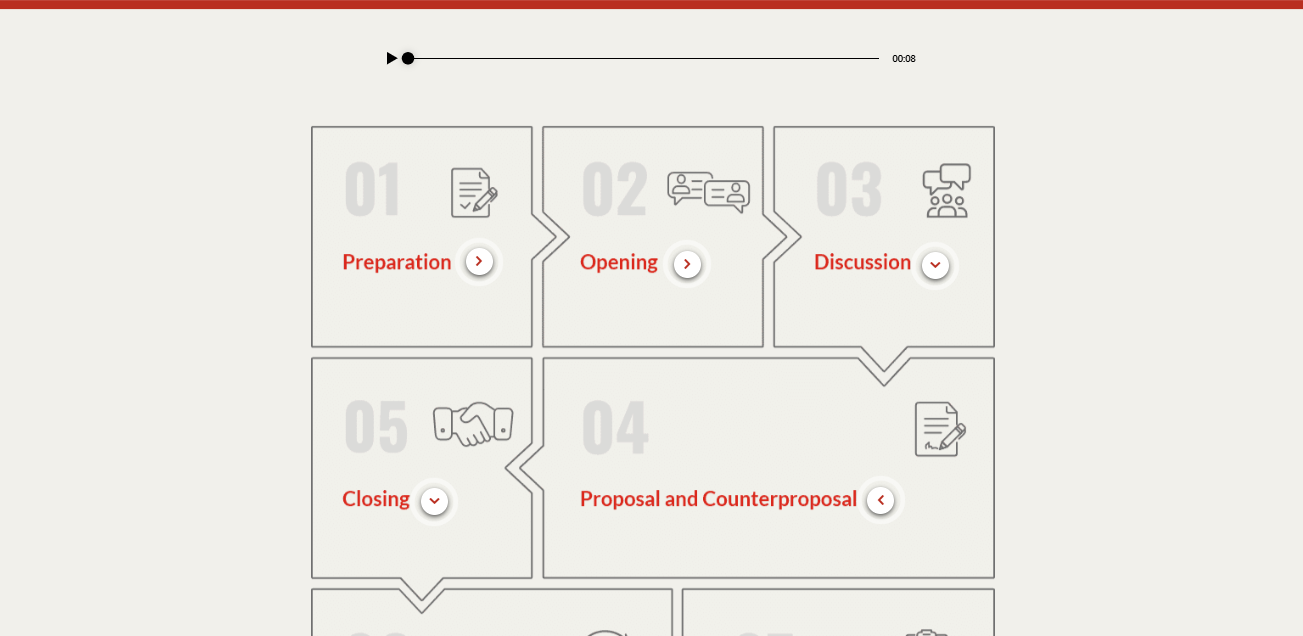 00:08
01
02
03
Preparation
Opening
Discussion
05
04
Closing
Proposal and Counterproposal